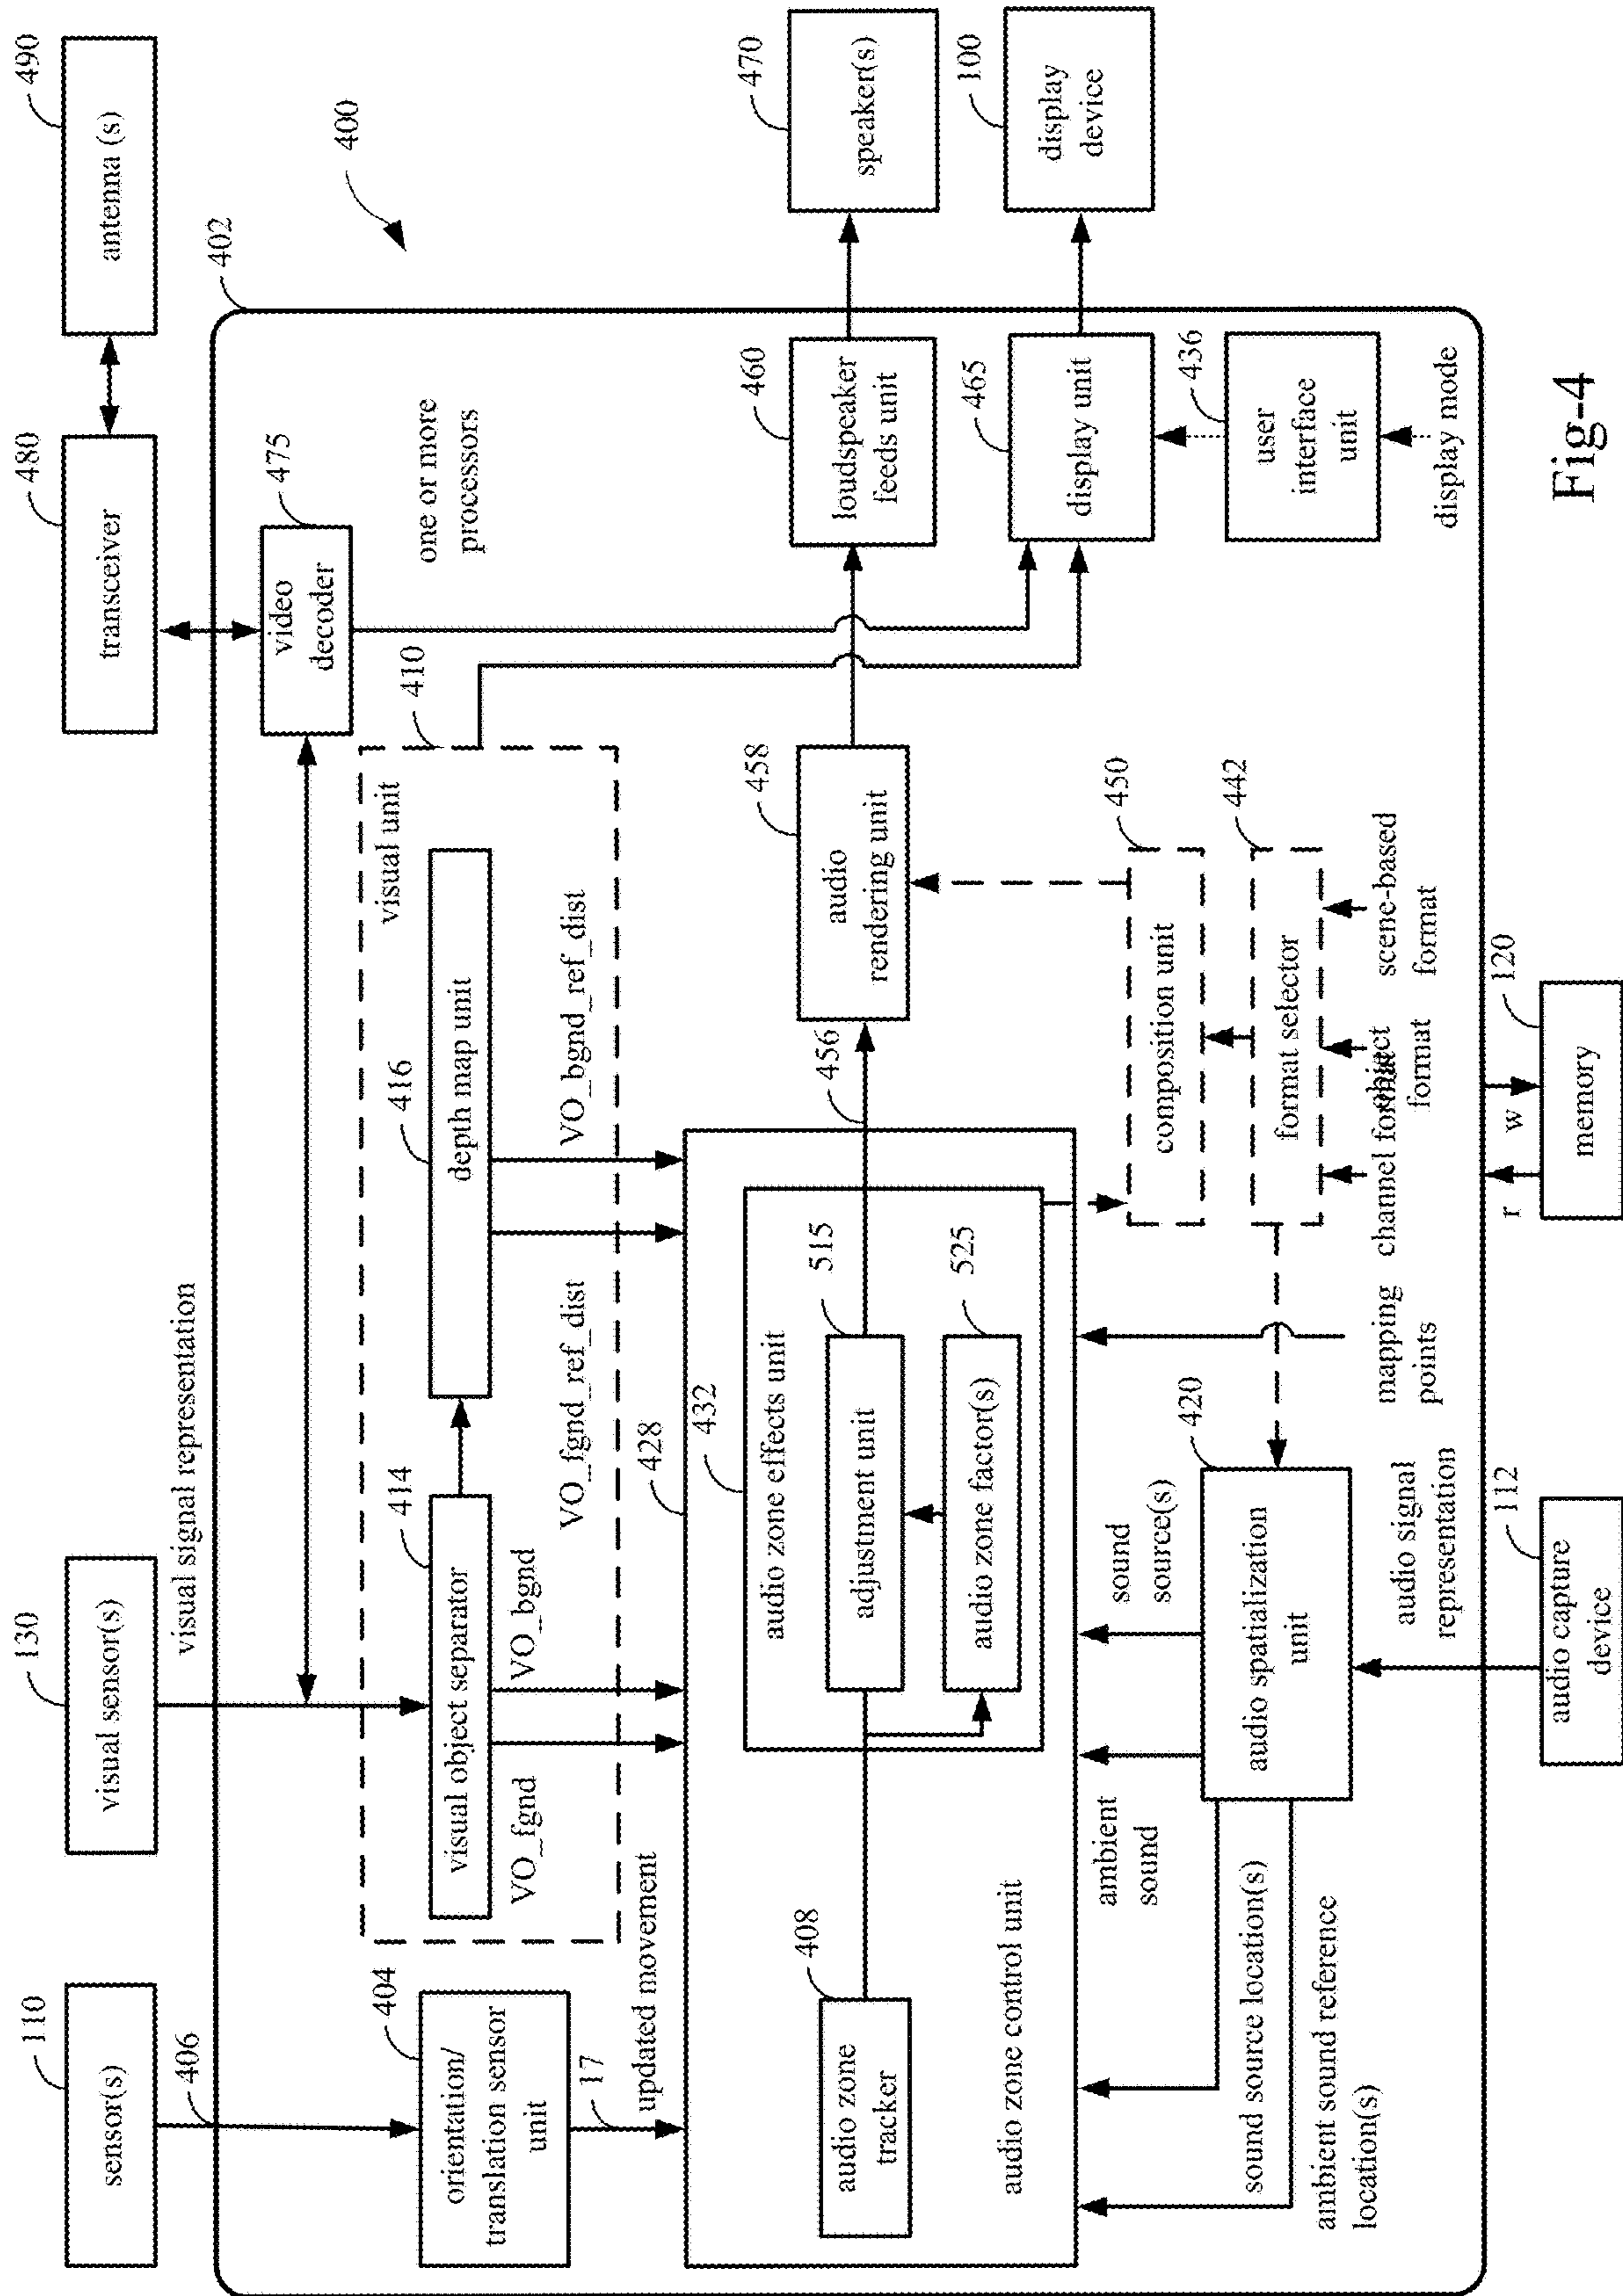 110
sensor(s)
406
130
visual sensor(s)
visual signal representation
480
transceiver
490
antenna (s)
402
400
404
orientation/
translation sensor
unit
17
updated movement
414
visual object separator
VO_fgnd
VO_bgnd
416
depth map unit
VO_fgnd_ref_dist
VO_bgnd_ref_dist
visual unit
410
video
decoder
475
one or more
processors
428
432
audio zone effects unit
408
audio zone
tracker
515
adjustment unit
525
audio zone factor(s)
audio zone control unit
456
458
audio
rendering unit
460
loudspeaker
feeds unit
470
speaker(s)
465
display unit
100
display
device
436
user
interface
unit
display mode
450
composition unit
442
format selector
channel format
object
format
scene-based
format
mapping
points
sound
source(s)
ambient
sound
420
audio spatialization
unit
sound source location(s)
ambient sound reference
location(s)
audio signal
representation
112
audio capture
device
r
w
120
memory
Fig-4